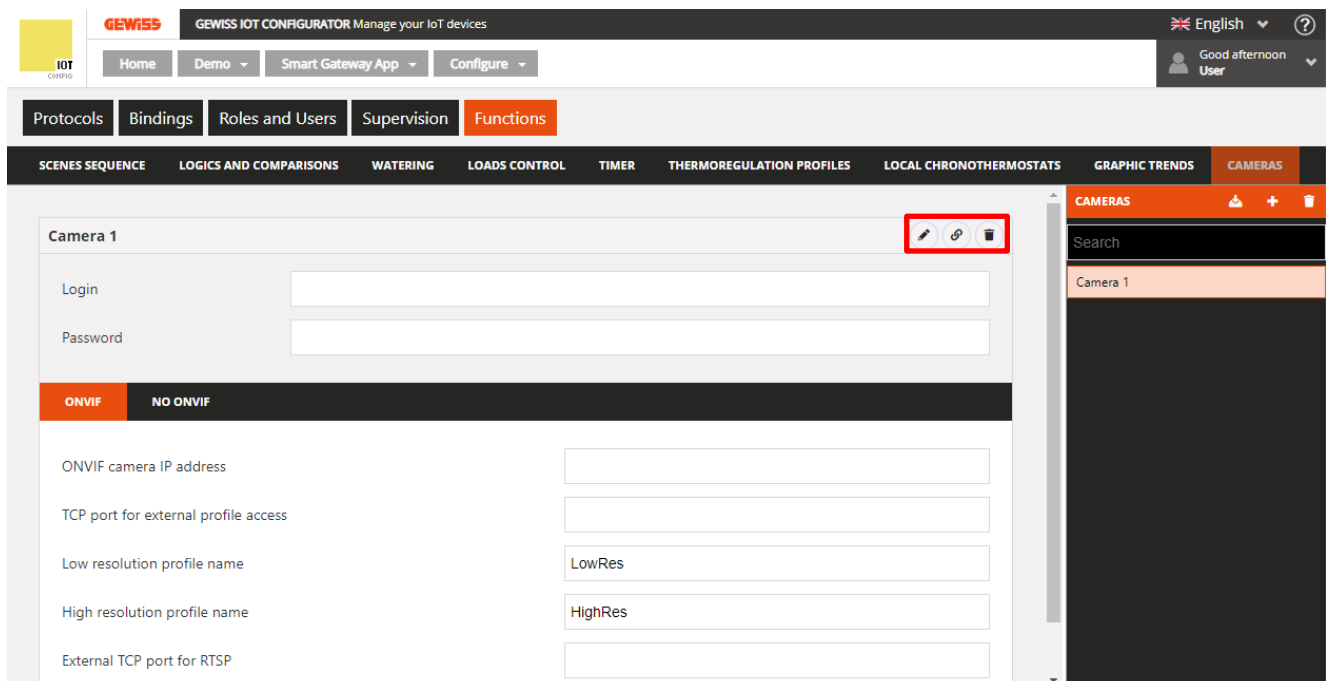 GEWISS GEWISS IOT CONFIGURATOR Manage your IoT devices English ?
IOT
CONFIG
Home Demo Smart Gateway App Configure Good afternoon
User
Protocols Bindings Roles and Users Supervision Functions
SCENES SEQUENCE LOGICS AND COMPARISONS WATERING LOADS CONTROL TIMER THERMOREGULATION PROFILES LOCAL CHRONOTHERMOSTATS GRAPHIC TRENDS CAMERAS
Camera 1
Login
Password
ONVIF NO ONVIF
ONVIF camera IP address
TCP port for external profile access
Low resolution profile name LowRes
High resolution profile name HighRes
External TCP port for RTSP
CAMERAS
Search
Camera 1